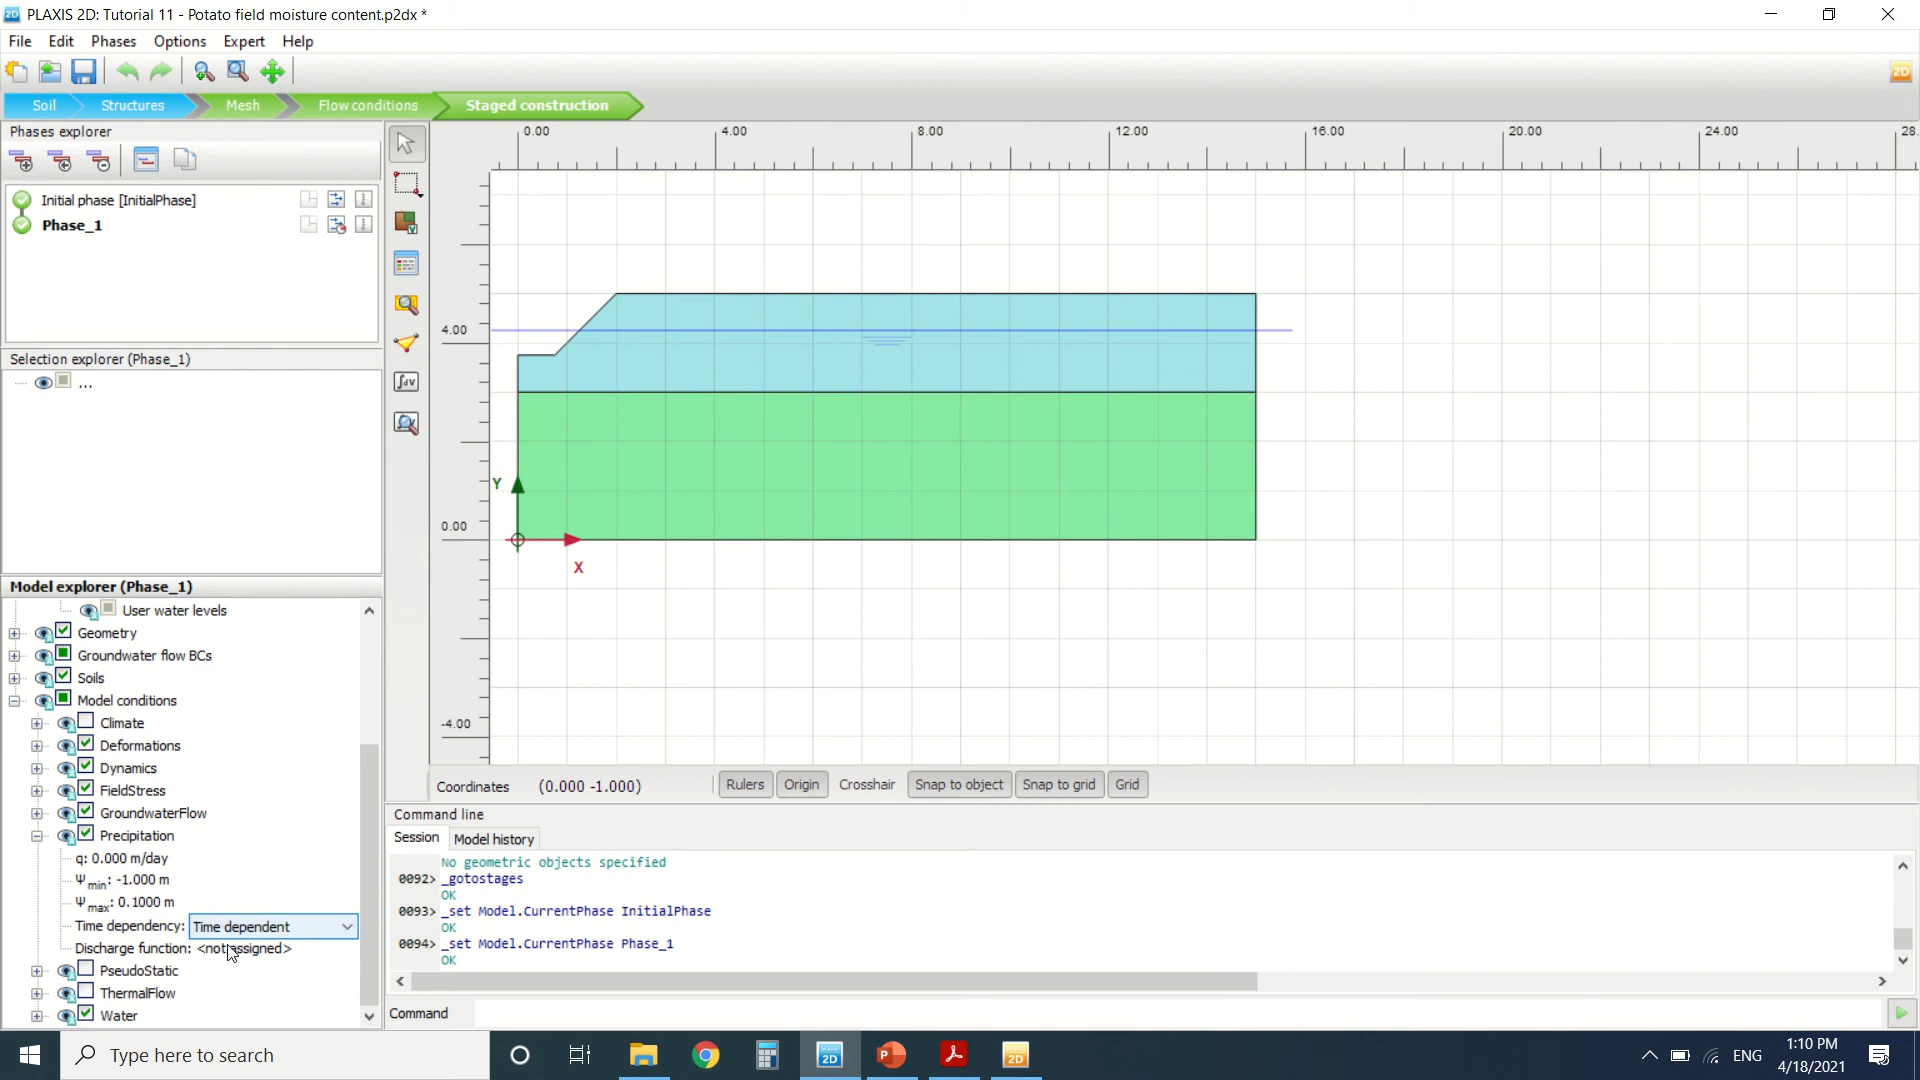 PLAXIS 2D: Tutorial 11 - Potato field moisture content.p2dx *
File Edit Phases Options Expert Help
2D
Soil Structures Mesh Flow conditions Staged construction
Phases explorer
Initial phase [InitialPhase]
Phase_1
Selection explorer (Phase_1)
...
Model explorer (Phase_1)
User water levels
Geometry
Groundwater flow BCs
Soils
Model conditions
Climate
Deformations
Dynamics
FieldStress
GroundwaterFlow
Precipitation
q: 0.000 m/day
Ψmin: -1.000 m
Ψmax: 0.1000 m
Time dependency: Time dependent
Discharge function: <not assigned>
PseudoStatic
ThermalFlow
Water
0.00 4.00 8.00 12.00 16.00 20.00 24.00 28.
4.00
0.00
-4.00
Y
X
Coordinates (0.000 -1.000) Rulers Origin Crosshair Snap to object Snap to grid Grid
Command line
Session Model history
No geometric objects specified
0092> _gotostages
OK
0093> _set Model.CurrentPhase InitialPhase
OK
0094> _set Model.CurrentPhase Phase_1
OK
Command
Type here to search
ENG
1:10 PM
4/18/2021